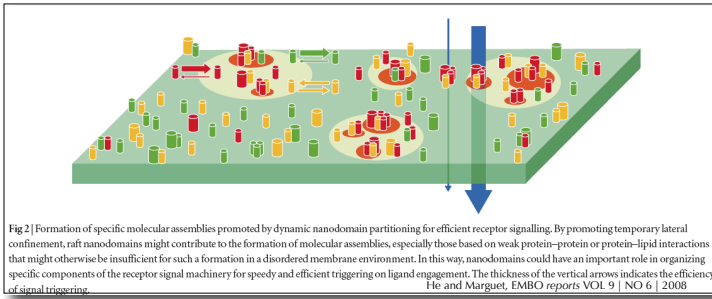 Fig 2 | Formation of specific molecular assemblies promoted by dynamic nanodomain partitioning for efficient receptor signalling. By promoting temporary lateral
confinement, raft nanodomains might contribute to the formation of molecular assemblies, especially those based on weak protein–protein or protein–lipid interactions
that might otherwise be insufficient for such a formation in a disordered membrane environment. In this way, nanodomains could have an important role in organizing
specific components of the receptor signal machinery for speedy and efficient triggering on ligand engagement. The thickness of the vertical arrows indicates the efficiency
of signal triggering.
He and Marguet, EMBO reports VOL 9 | NO 6 | 2008